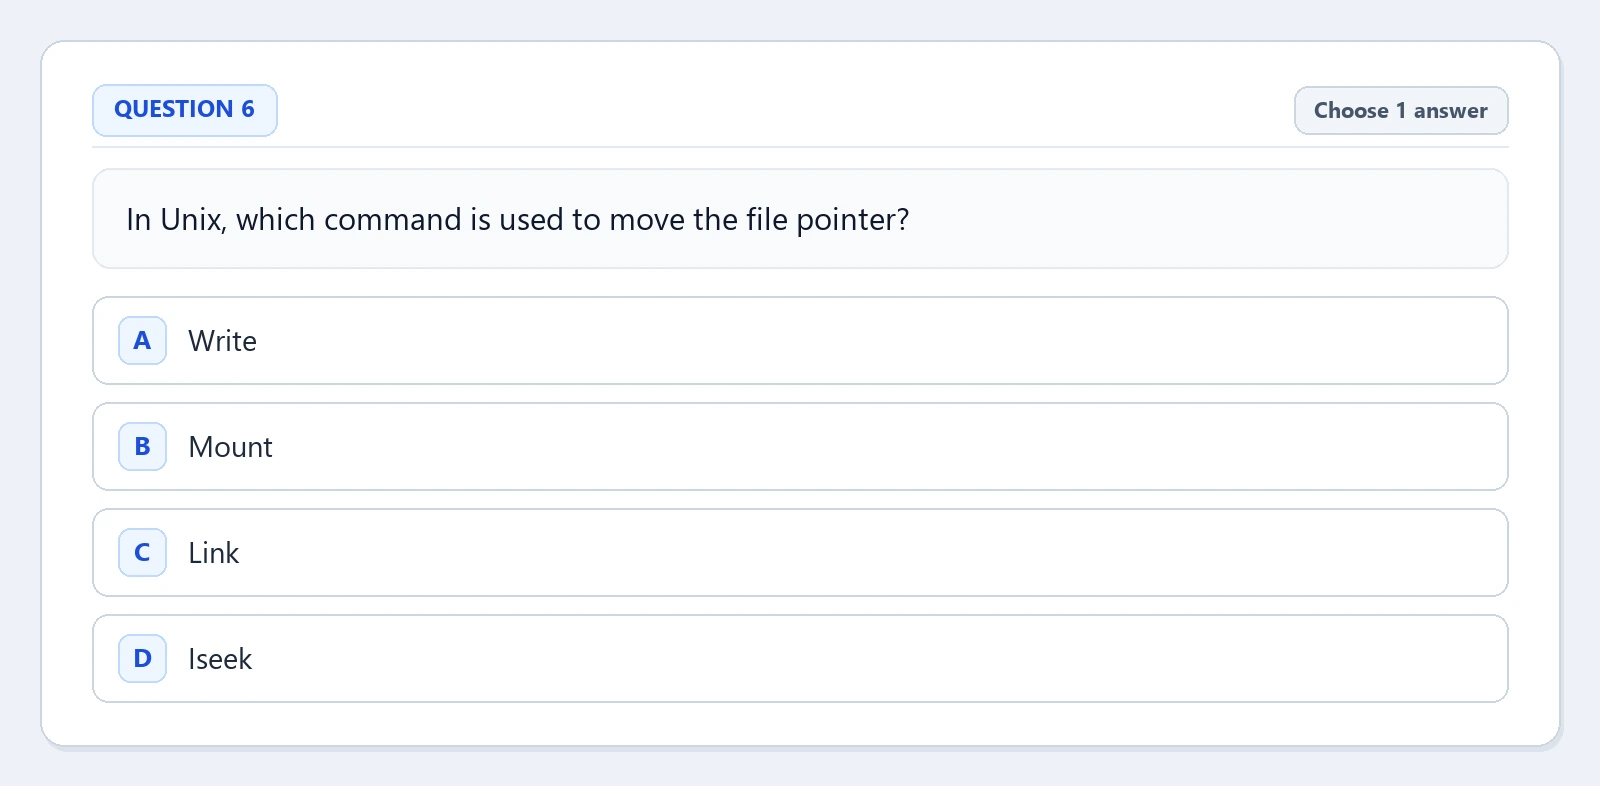 QUESTION 6
Choose 1 answer
In Unix, which command is used to move the file pointer?
A Write
B Mount
C Link
D Iseek